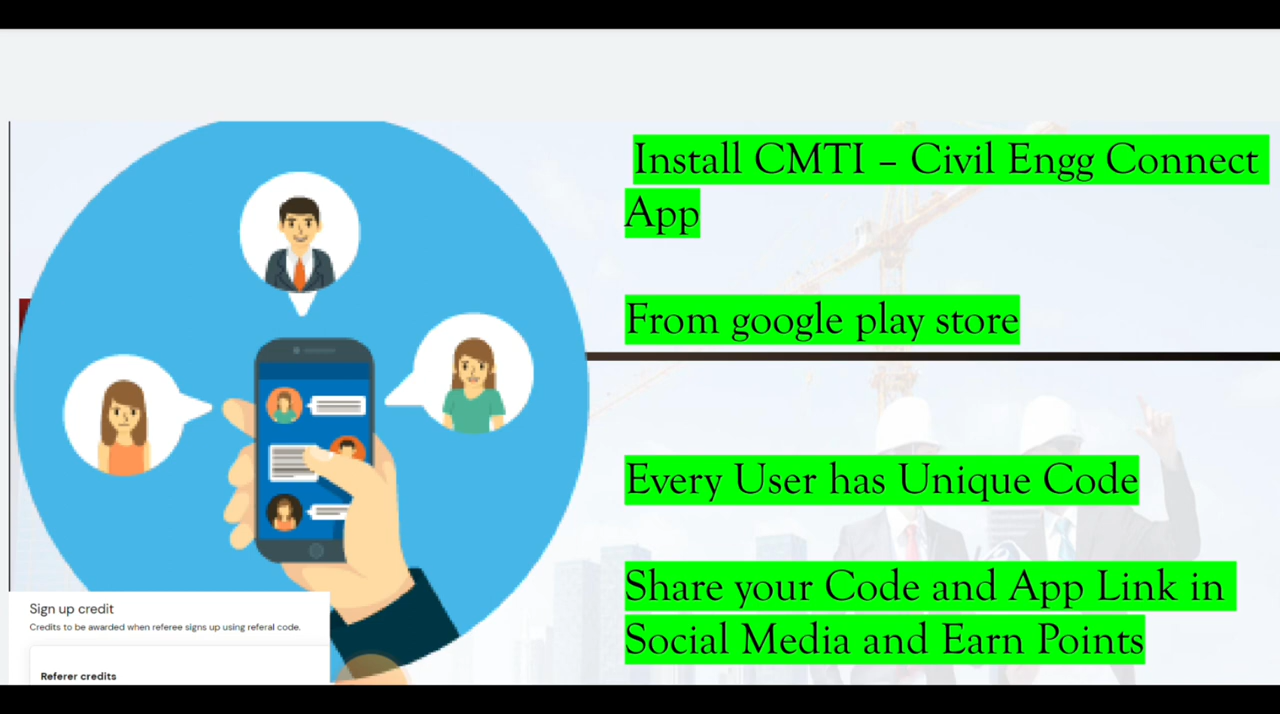 Install CMTI – Civil Engg Connect
App
From google play store
Every User has Unique Code
Share your Code and App Link in
Social Media and Earn Points
Sign up credit
Credits to be awarded when referee signs up using referal code.
Referer credits